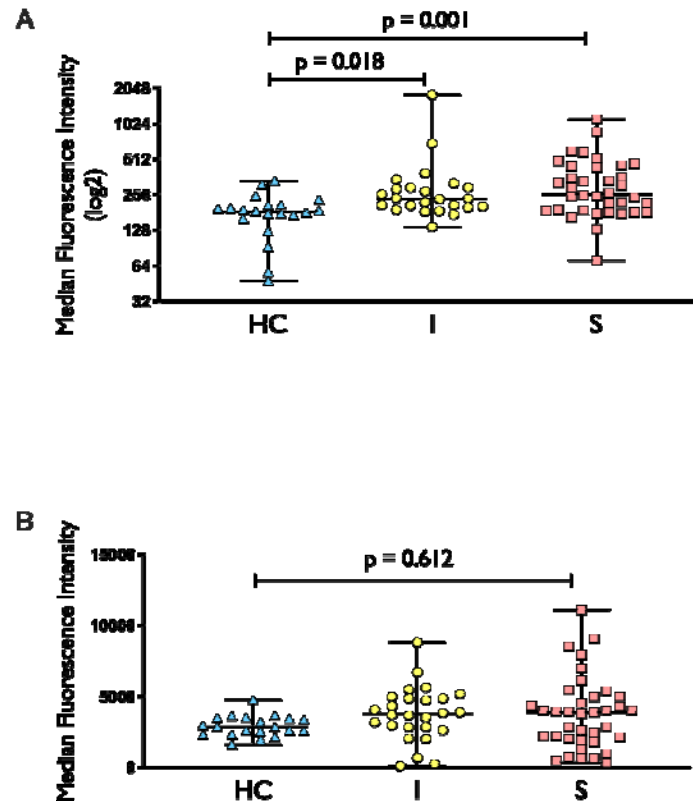 A
p = 0.001
p = 0.018
Median Fluorescence Intensity
(log2)
2048
1024
512
256
128
64
32
HC
I
S
B
Median Fluorescence Intensity
p = 0.612
15000
10000
5000
0
HC
I
S